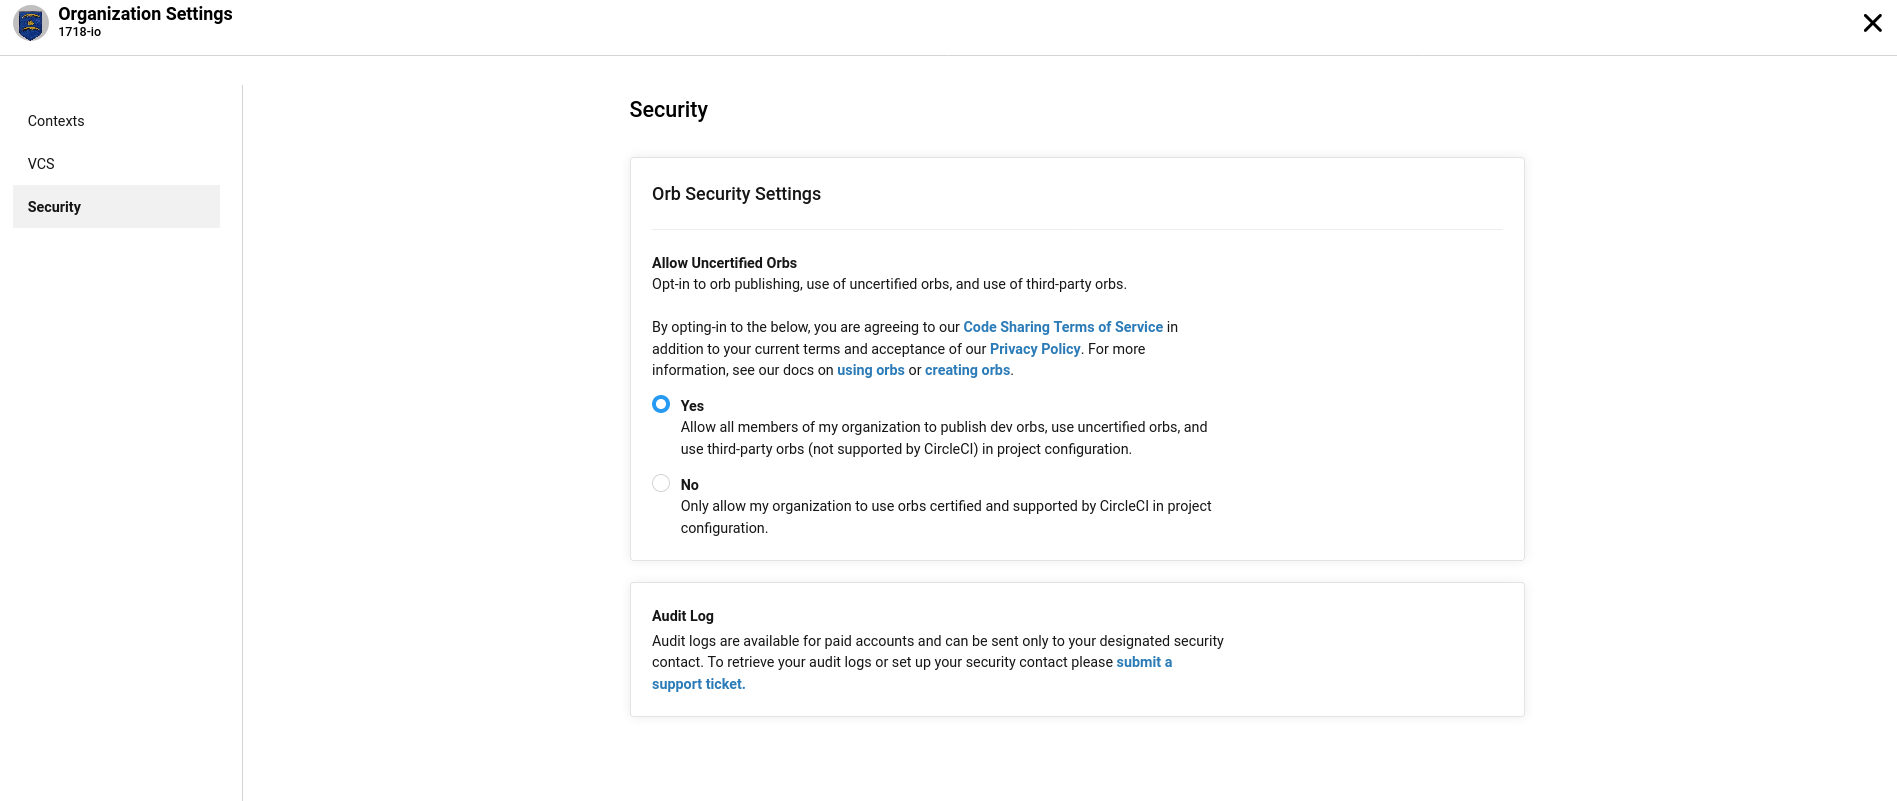 Organization Settings
1718-io
Contexts
VCS
Security
Security
Orb Security Settings
Allow Uncertified Orbs
Opt-in to orb publishing, use of uncertified orbs, and use of third-party orbs.
By opting-in to the below, you are agreeing to our Code Sharing Terms of Service in
addition to your current terms and acceptance of our Privacy Policy. For more
information, see our docs on using orbs or creating orbs.
Yes
Allow all members of my organization to publish dev orbs, use uncertified orbs, and
use third-party orbs (not supported by CircleCI) in project configuration.
No
Only allow my organization to use orbs certified and supported by CircleCI in project
configuration.
Audit Log
Audit logs are available for paid accounts and can be sent only to your designated security
contact. To retrieve your audit logs or set up your security contact please submit a
support ticket.